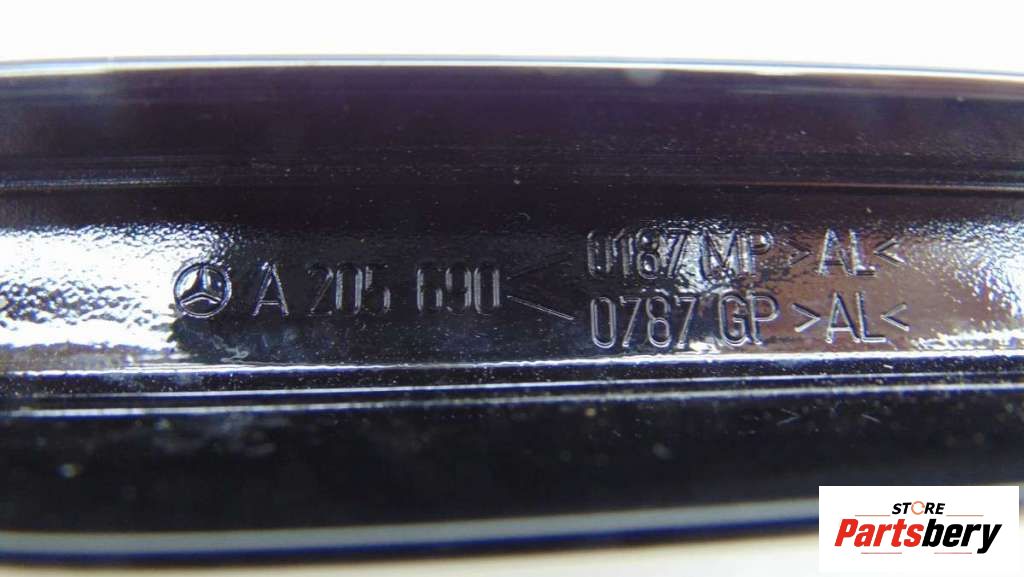 A 205 690
0187 MP >AL<
0787 GP >AL<
STORE
Partsbery